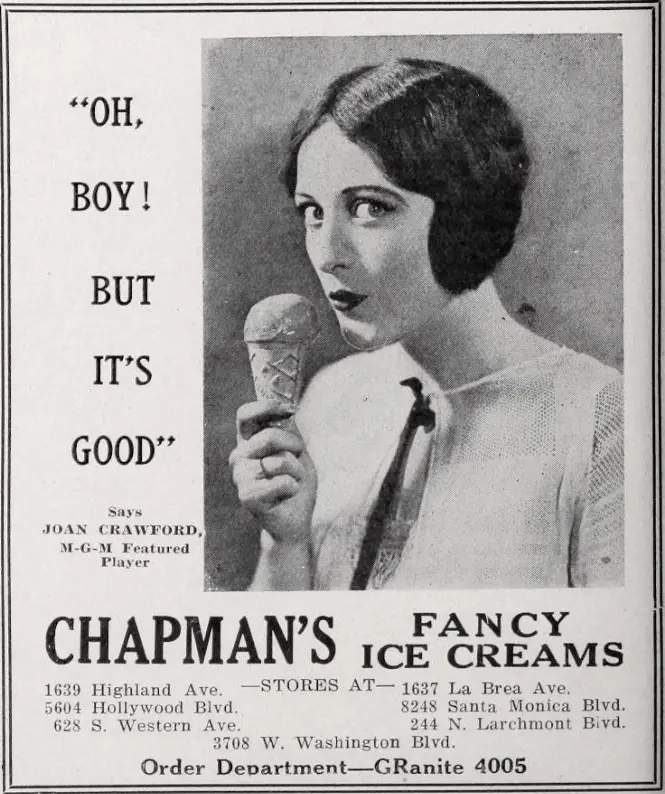 "OH,
BOY!
BUT
IT'S
GOOD"
Says
JOAN CRAWFORD,
M-G-M Featured
Player
CHAPMAN'S FANCY
ICE CREAMS
—STORES AT—
1639 Highland Ave. 1637 La Brea Ave.
5604 Hollywood Blvd. 8248 Santa Monica Blvd.
628 S. Western Ave. 244 N. Larchmont Blvd.
3708 W. Washington Blvd.
Order Department—GRanite 4005